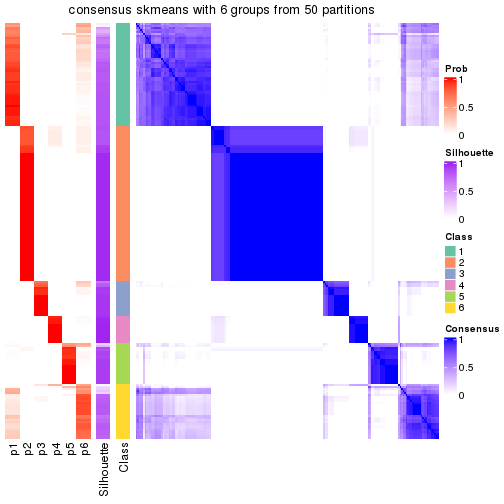 consensus skmeans with 6 groups from 50 partitions
Prob
1
0.5
0
Silhouette
1
0.5
0
Class
1
2
3
4
5
6
Consensus
1
0.5
0
p1
p2
p3
p4
p5
p6
Silhouette
Class